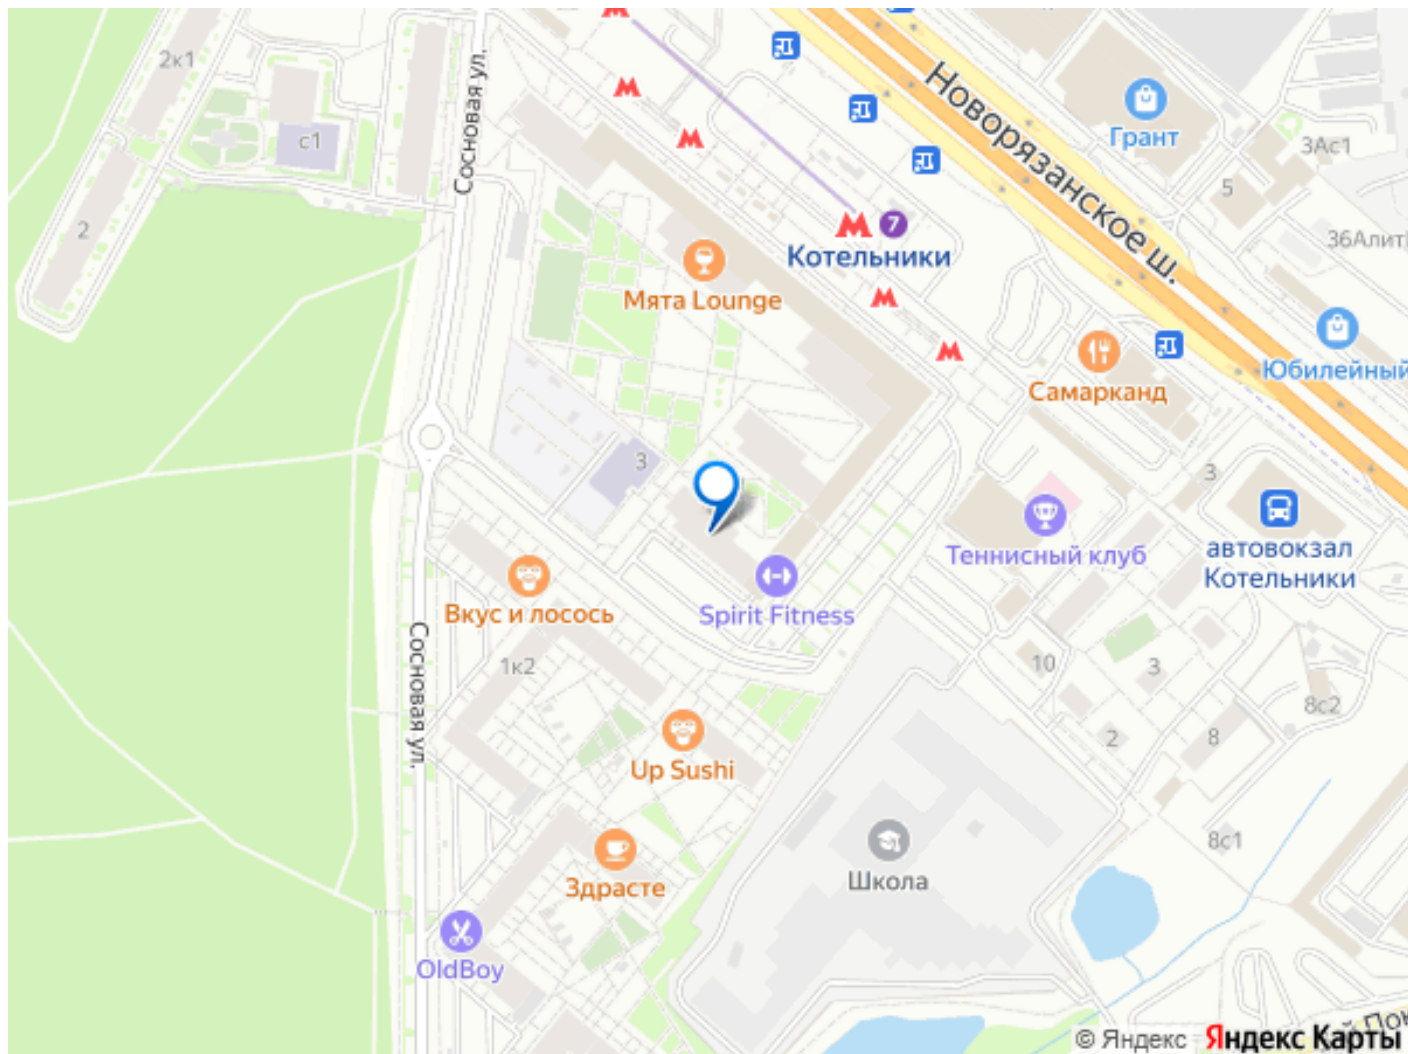 2к1
Сосновая ул.
с1
2
Новорязанское ш.
Грант
3Ас1
5
36Алит
7
Котельники
Мята Lounge
Юбилейный
Самарканд
3
3
автовокзал
Котельники
Теннисный клуб
Вкус и лосось
Spirit Fitness
Сосновая ул.
1к2
10
3
8с2
2
8
Up Sushi
8с1
Здрасте
Школа
OldBoy
© Яндекс Яндекс Карты